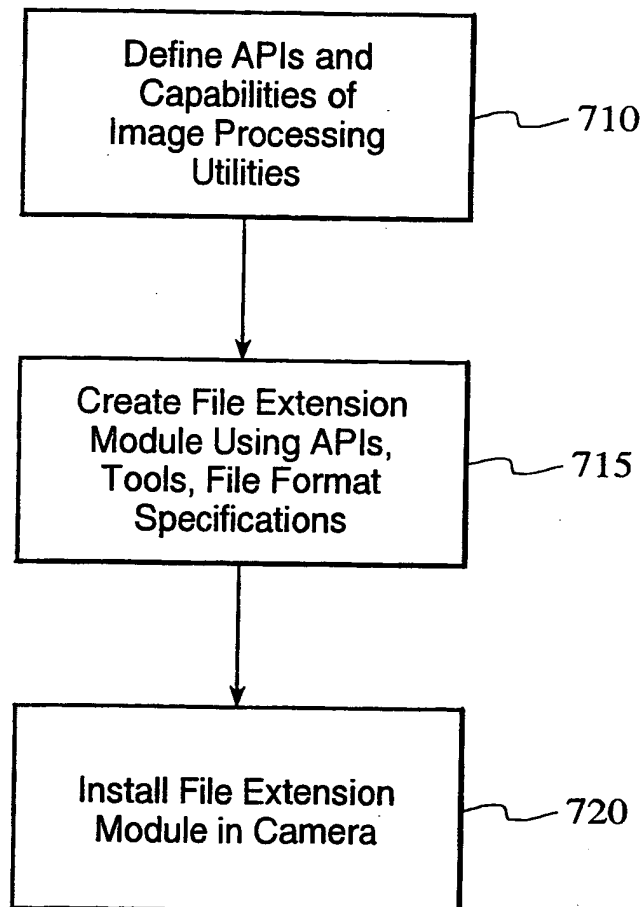 Define APIs and
Capabilities of
Image Processing
Utilities
710
Create File Extension
Module Using APIs,
Tools, File Format
Specifications
715
Install File Extension
Module in Camera
720